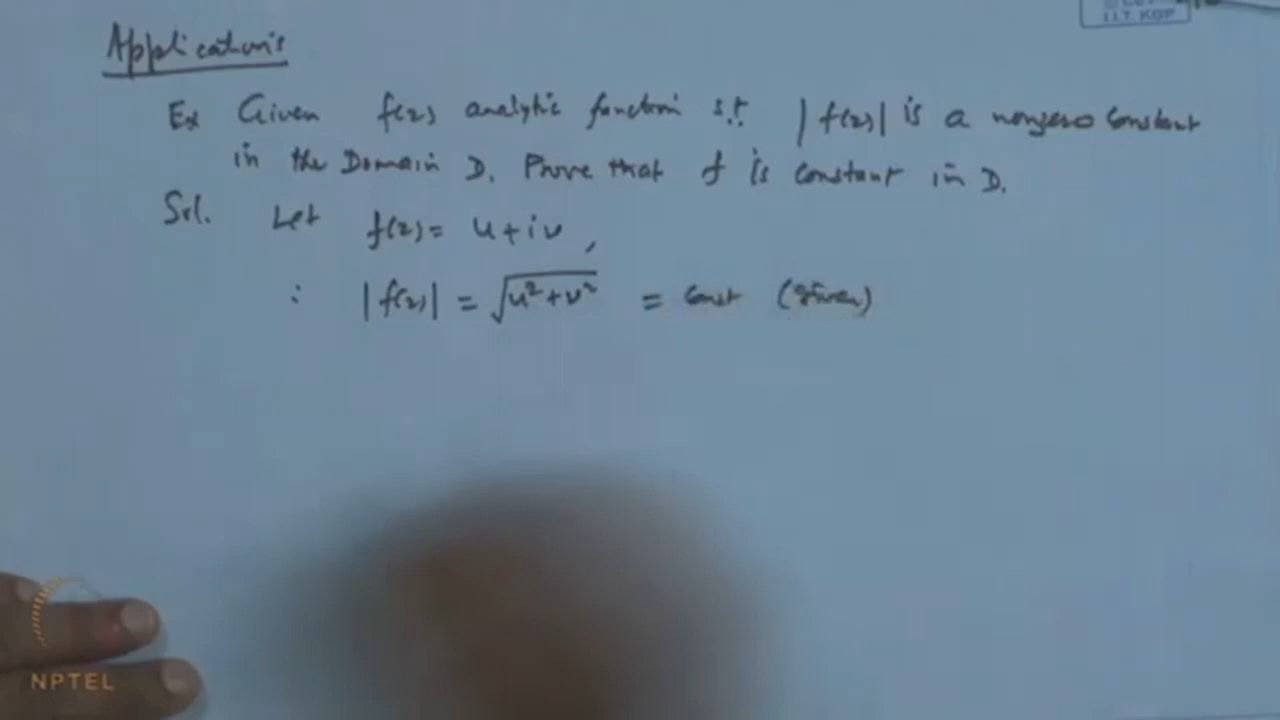 I.I.T. KGP
Applications
Ex Given f(z) analytic function s.t. |f(z)| is a nonzero constant
in the Domain D. Prove that f is constant in D.
Sol. Let f(z) = u + iv,
∴ |f(z)| = √u²+v² = Const (given)
NPTEL